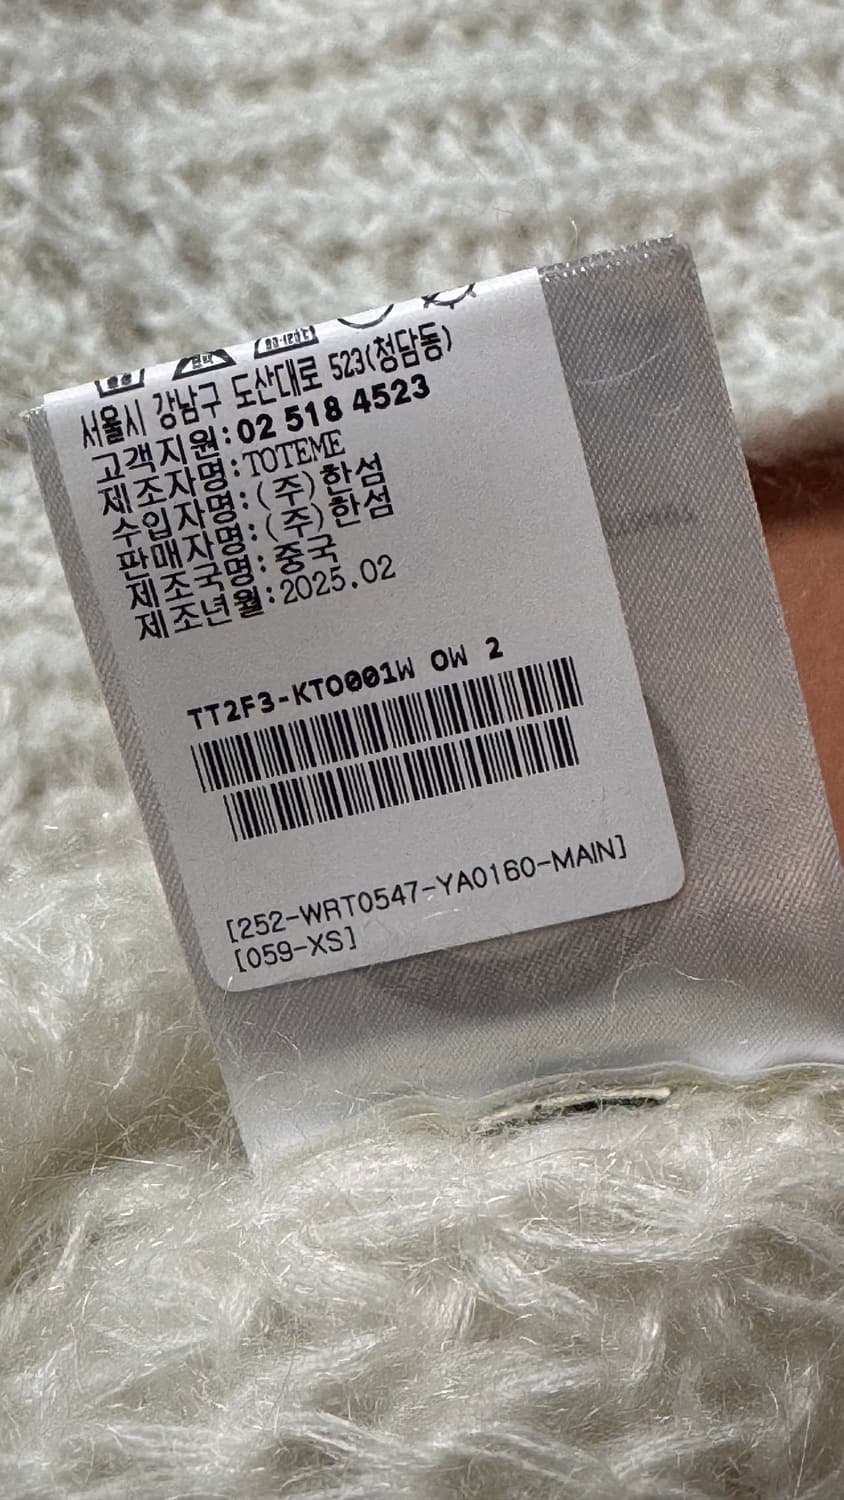 서울시 강남구 도산대로 523(청담동)
고객지원:02 518 4523
제조자명:TOTEME
수입자명:(주)한섬
판매자명:(주)한섬
제조국명:중국
제조년월:2025.02
TT2F3-KTO001W OW 2
[252-WRT0547-YA0160-MAIN]
[059-XS]